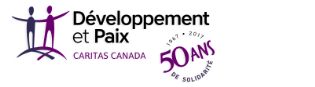 Développement
et Paix
CARITAS CANADA
1967 • 2017
50 ANS
DE SOLIDARITÉ